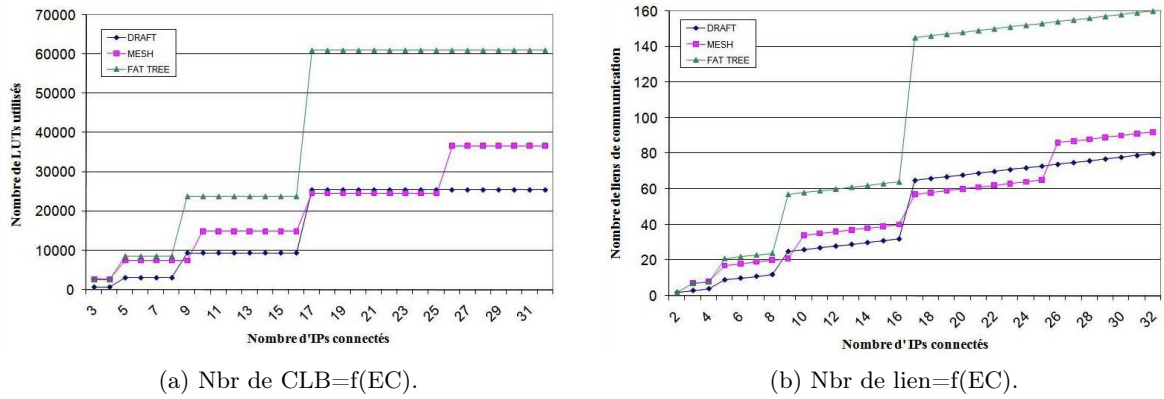 70000
60000
50000
40000
30000
20000
10000
0
Nombre de LUTs utilisés
DRAFT
MESH
FAT TREE
3 5 7 9 11 13 15 17 19 21 23 25 27 29 31
Nombre d'IPs connectés
(a) Nbr de CLB=f(EC).
160
140
120
100
80
60
40
20
0
Nombre de liens de communication
DRAFT
MESH
FAT TREE
2 4 6 8 10 12 14 16 18 20 22 24 26 28 30 32
Nombre d' IPs connectés
(b) Nbr de lien=f(EC).